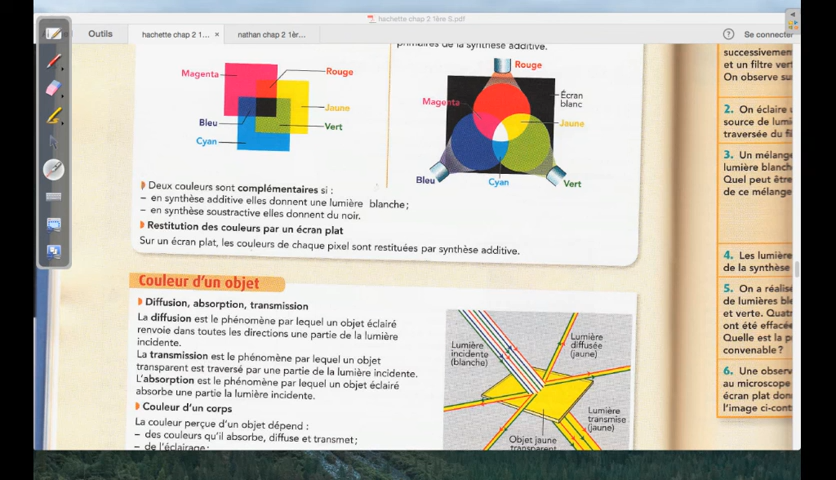 hachette chap 2 1ère S.pdf
Outils
hachette chap 2 1...
nathan chap 2 1èr...
Se connecter
primaires de la synthèse additive.
Magenta
Rouge
Jaune
Bleu
Vert
Cyan
Rouge
Magenta
Écran
blanc
Jaune
Bleu
Cyan
Vert
Deux couleurs sont complémentaires si :
– en synthèse additive elles donnent une lumière blanche ;
– en synthèse soustractive elles donnent du noir.
Restitution des couleurs par un écran plat
Sur un écran plat, les couleurs de chaque pixel sont restituées par synthèse additive.
Couleur d'un objet
Diffusion, absorption, transmission
La diffusion est le phénomène par lequel un objet éclairé
renvoie dans toutes les directions une partie de la lumière
incidente.
La transmission est le phénomène par lequel un objet
transparent est traversé par une partie de la lumière incidente.
L'absorption est le phénomène par lequel un objet éclairé
absorbe une partie la lumière incidente.
Couleur d'un corps
La couleur perçue d'un objet dépend :
– des couleurs qu'il absorbe, diffuse et transmet ;
– de l'éclairage ;
Lumière
incidente
(blanche)
Lumière
diffusée
(jaune)
Lumière
transmise
(jaune)
Objet jaune
transparent
successivement
et un filtre ver
On observe su
2. On éclaire
source de lumi
traversée du fi
3. Un mélange
lumière blanch
Quel peut être
de ce mélange
4. Les lumière
de la synthèse
5. On a réalisé
de lumières ble
et verte. Quat
ont été effacée
Quelle est la p
convenable ?
6. Une observ
au microscope
écran plat don
l'image ci-cont